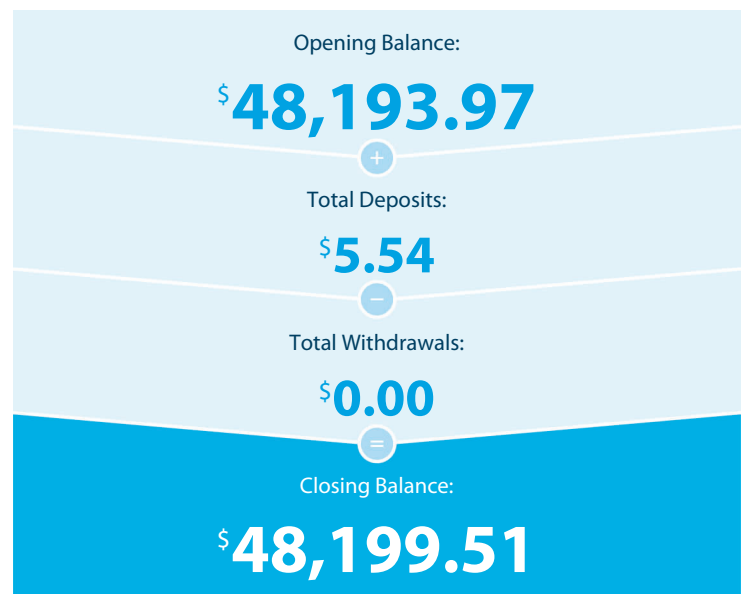 Opening Balance:
$48,193.97
+
Total Deposits:
$5.54
−
Total Withdrawals:
$0.00
=
Closing Balance:
$48,199.51